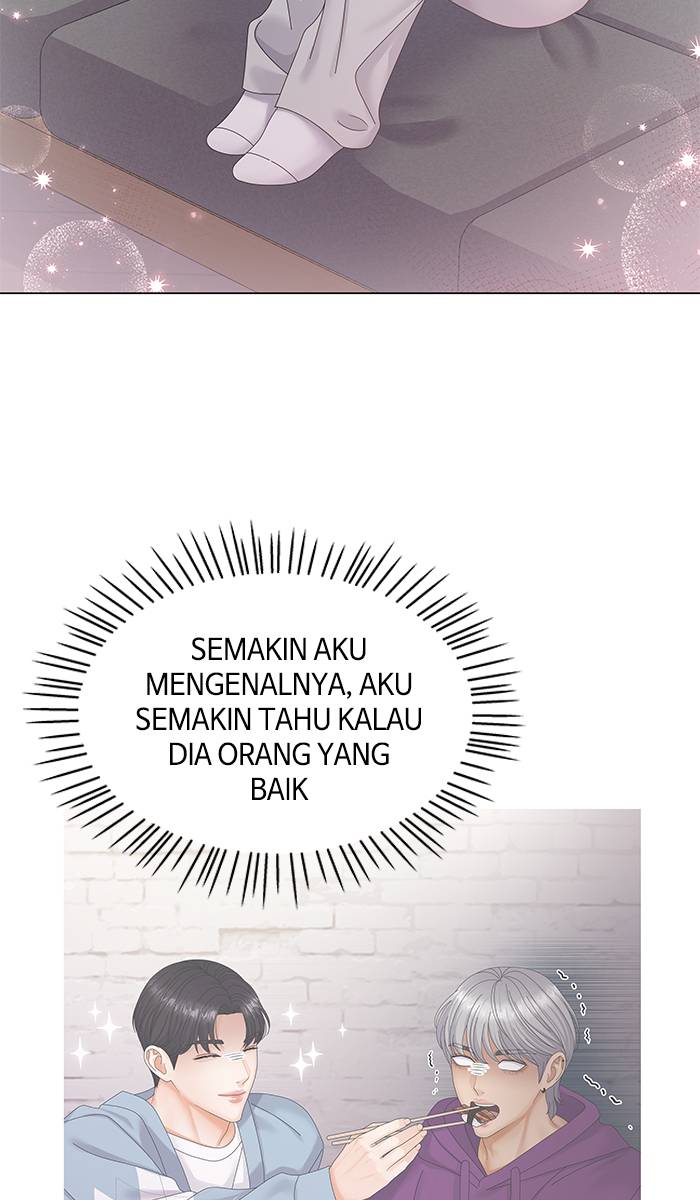 SEMAKIN AKU
MENGENALNYA, AKU
SEMAKIN TAHU KALAU
DIA ORANG YANG
BAIK